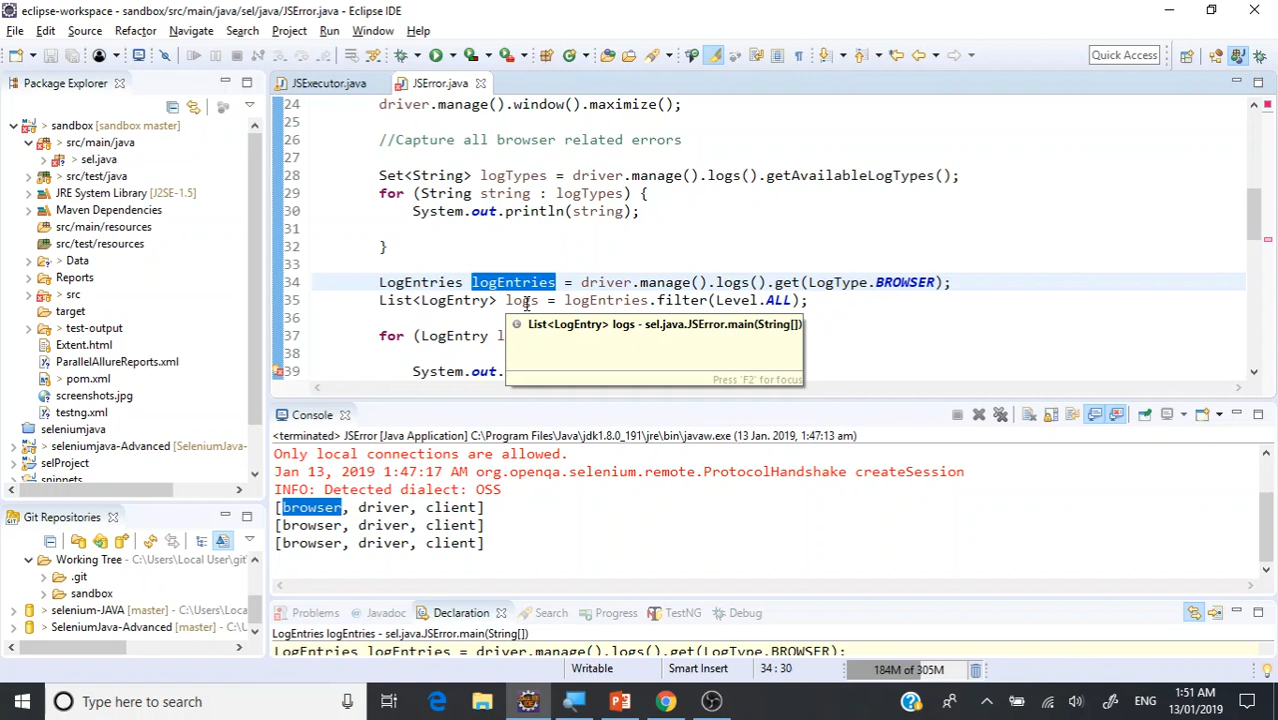 eclipse-workspace - sandbox/src/main/java/sel/java/JSError.java - Eclipse IDE
File Edit Source Refactor Navigate Search Project Run Window Help
Quick Access
Package Explorer
sandbox [sandbox master]
> src/main/java
> sel.java
> src/test/java
JRE System Library [J2SE-1.5]
Maven Dependencies
src/main/resources
src/test/resources
> Data
Reports
> src
target
> test-output
Extent.html
ParallelAllureReports.xml
> pom.xml
screenshots.jpg
testng.xml
seleniumjava
> seleniumjava-Advanced [SeleniumJava-
selProject
snippets
JSExecutor.java
JSError.java
24 driver.manage().window().maximize();
25
26 //Capture all browser related errors
27
28 Set<String> logTypes = driver.manage().logs().getAvailableLogTypes();
29 for (String string : logTypes) {
30 System.out.println(string);
31
32 }
33
34 LogEntries logEntries = driver.manage().logs().get(LogType.BROWSER);
35 List<LogEntry> logs = logEntries.filter(Level.ALL);
36
37 for (LogEntry l
38
39 System.out.
List<LogEntry> logs - sel.java.JSError.main(String[])
Press 'F2' for focus
Console
<terminated> JSError [Java Application] C:\Program Files\Java\jdk1.8.0_191\jre\bin\javaw.exe (13 Jan. 2019, 1:47:13 am)
Only local connections are allowed.
Jan 13, 2019 1:47:17 AM org.openqa.selenium.remote.ProtocolHandshake createSession
INFO: Detected dialect: OSS
[browser, driver, client]
[browser, driver, client]
[browser, driver, client]
Git Repositories
Working Tree - C:\Users\Local User\git\
> .git
> sandbox
selenium-JAVA [master] - C:\Users\Loca
SeleniumJava-Advanced [master] - C:\U
Problems Javadoc Declaration Search Progress TestNG Debug
LogEntries logEntries - sel.java.JSError.main(String[])
LogEntries logEntries = driver.manage().logs().get(LogType.BROWSER);
Writable Smart Insert 34 : 30 184M of 305M
Type here to search
ENG
1:51 AM
13/01/2019